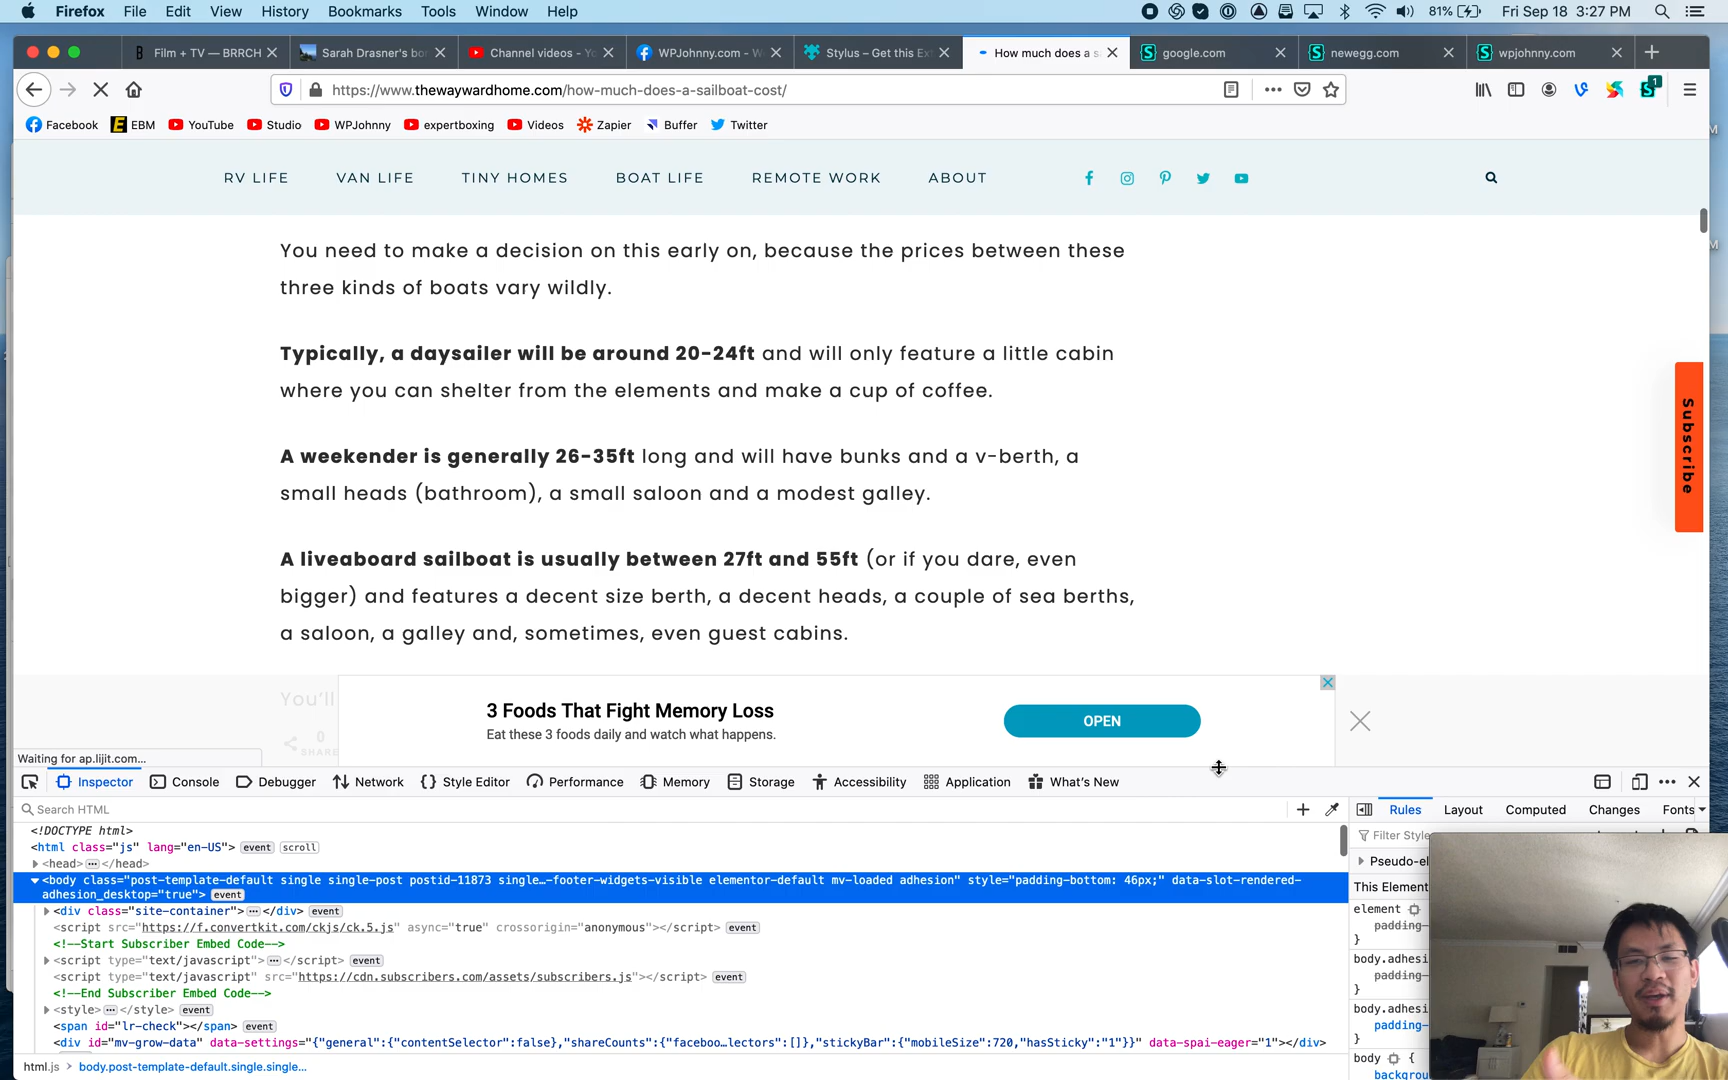 Firefox File Edit View History Bookmarks Tools Window Help 81% Fri Sep 18 3:27 PM
Film + TV — BRRCH Sarah Drasner's bo Channel videos - Yo WPJohnny.com - W Stylus – Get this Ext How much does a s google.com newegg.com wpjohnny.com
https://www.thewaywardhome.com/how-much-does-a-sailboat-cost/ 1
Facebook EBM YouTube Studio WPJohnny expertboxing Videos Zapier Buffer Twitter
RV LIFE VAN LIFE TINY HOMES BOAT LIFE REMOTE WORK ABOUT
You need to make a decision on this early on, because the prices between these
three kinds of boats vary wildly.
Typically, a daysailer will be around 20-24ft and will only feature a little cabin
where you can shelter from the elements and make a cup of coffee.
A weekender is generally 26-35ft long and will have bunks and a v-berth, a
small heads (bathroom), a small saloon and a modest galley.
A liveaboard sailboat is usually between 27ft and 55ft (or if you dare, even
bigger) and features a decent size berth, a decent heads, a couple of sea berths,
a saloon, a galley and, sometimes, even guest cabins.
Subscribe
You'll
0
SHARE
3 Foods That Fight Memory Loss
Eat these 3 foods daily and watch what happens.
OPEN
Waiting for ap.lijit.com...
Inspector Console Debugger Network Style Editor Performance Memory Storage Accessibility Application What's New
Search HTML
Rules Layout Computed Changes Fonts
Filter Style
<!DOCTYPE html>
<html class="js" lang="en-US"> event scroll
<head> ... </head>
<body class="post-template-default single single-post postid-11873 single…-footer-widgets-visible elementor-default mv-loaded adhesion" style="padding-bottom: 46px;" data-slot-rendered-
adhesion_desktop="true"> event
<div class="site-container"> ... </div> event
<script src="https://f.convertkit.com/ckjs/ck.5.js" async="true" crossorigin="anonymous"></script> event
<!--Start Subscriber Embed Code-->
<script type="text/javascript"> ... </script> event
<script type="text/javascript" src="https://cdn.subscribers.com/assets/subscribers.js"></script> event
<!--End Subscriber Embed Code-->
<style> ... </style> event
<span id="lr-check"></span> event
<div id="mv-grow-data" data-settings="{"general":{"contentSelector":false},"shareCounts":{"faceboo…lectors":[]},"stickyBar":{"mobileSize":720,"hasSticky":"1"}}" data-spai-eager="1"></div>
Pseudo-el
This Element
element
padding-
}
body.adhesi
padding-
}
body.adhesi
padding-
}
body {
backgrou
html.js body.post-template-default.single.single...